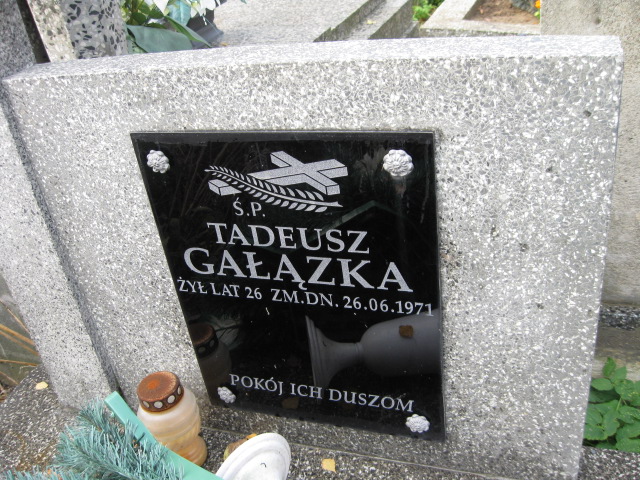 Ś.P.
TADEUSZ
GAŁĄZKA
ŻYŁ LAT 26 ZM.DN. 26.06.1971
POKÓJ ICH DUSZOM